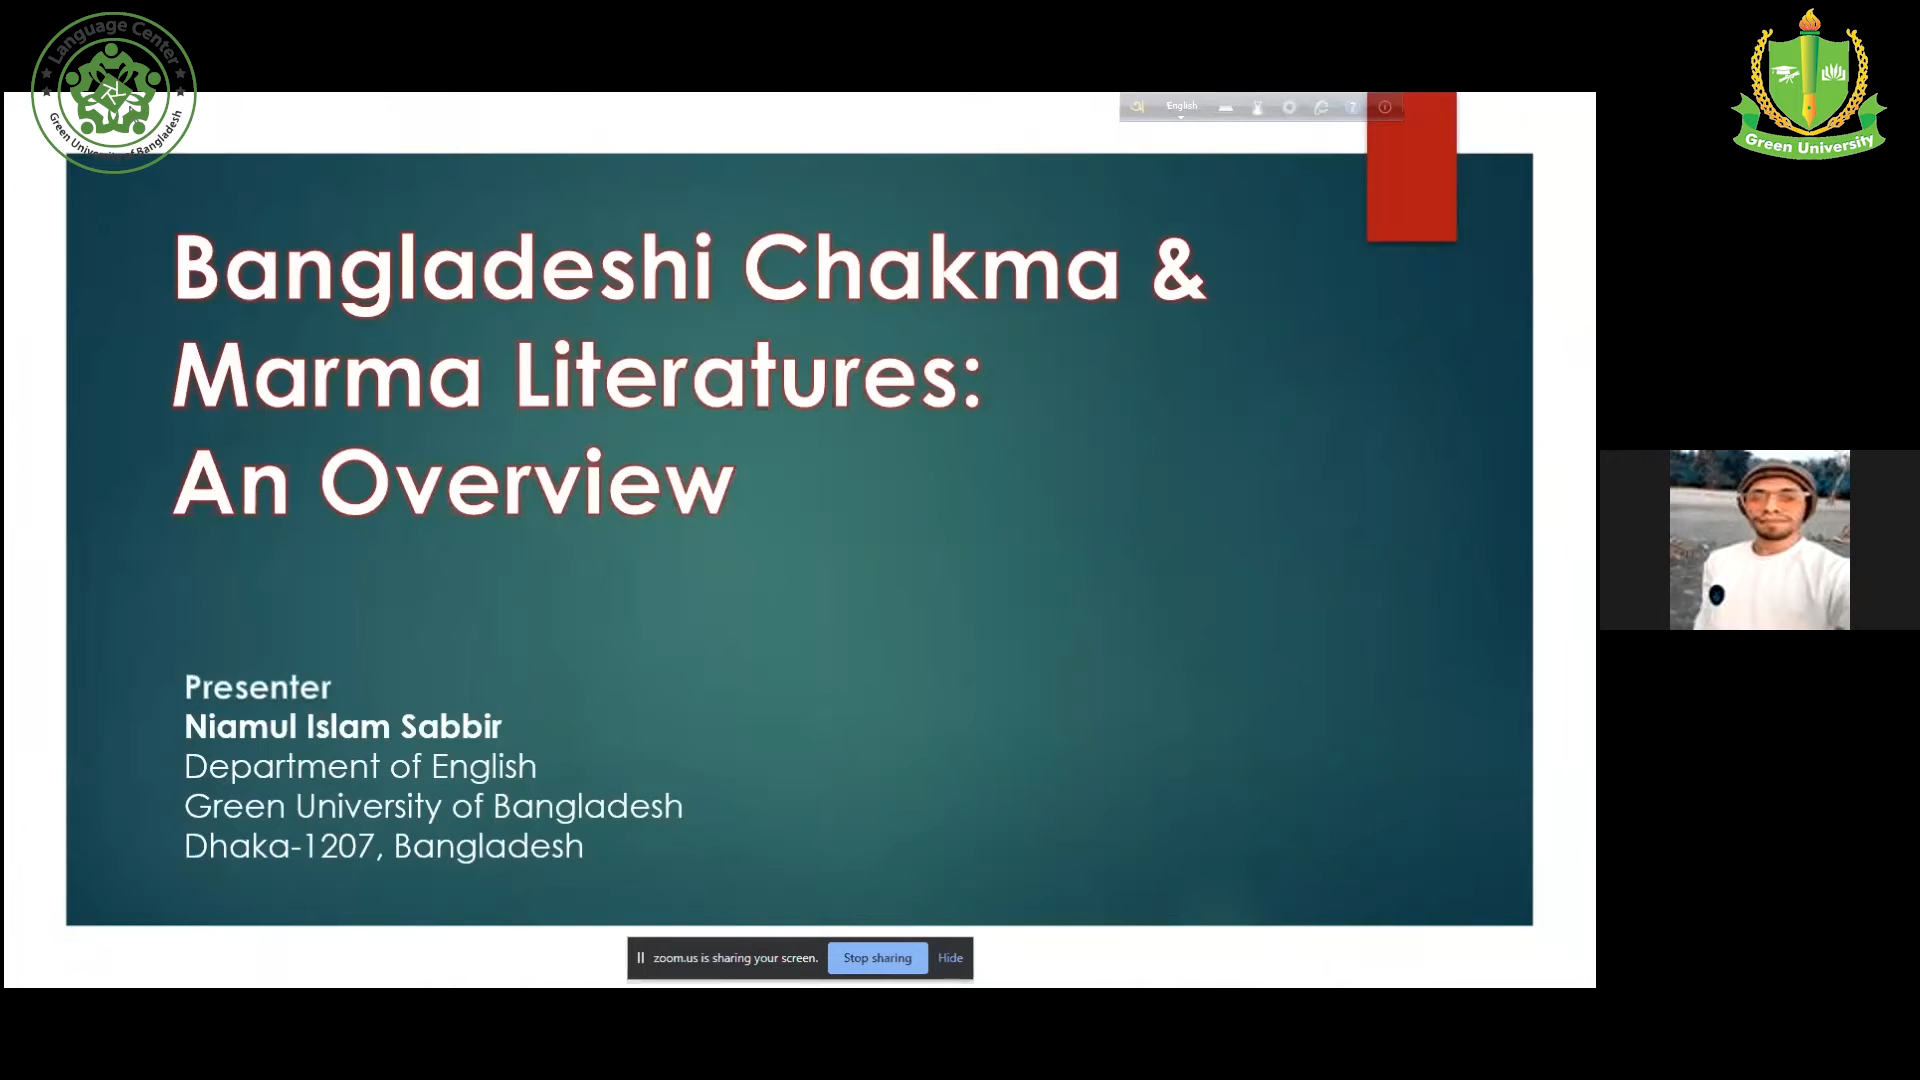 Language Center
Green University of Bangladesh
Green University
English
Bangladeshi Chakma &
Marma Literatures:
An Overview
Presenter
Niamul Islam Sabbir
Department of English
Green University of Bangladesh
Dhaka-1207, Bangladesh
zoom.us is sharing your screen. Stop sharing Hide